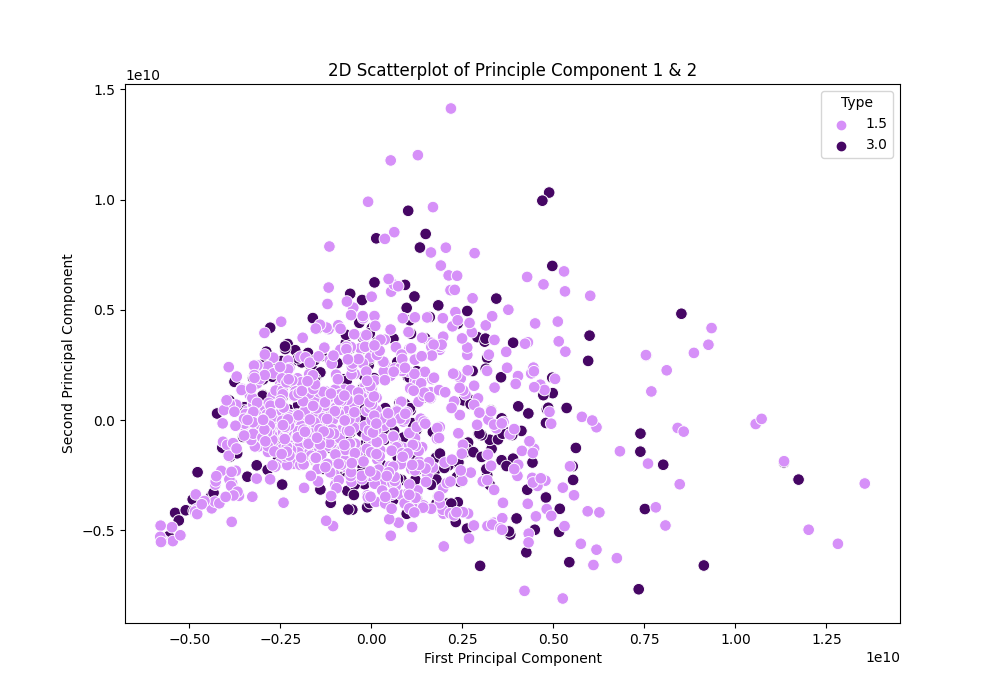 2D Scatterplot of Principle Component 1 & 2
1e10
1.5
1.0
0.5
0.0
−0.5
Second Principal Component
Type
1.5
3.0
−0.50 −0.25 0.00 0.25 0.50 0.75 1.00 1.25
First Principal Component
1e10